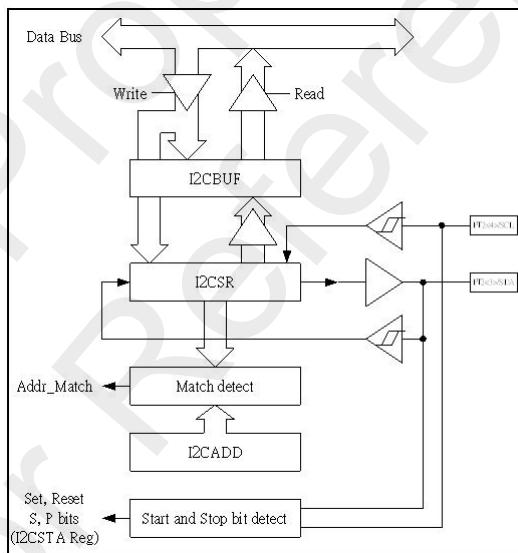 Data Bus
Write
Read
I2CBUF
I2CSR
Addr_Match
Match detect
I2CADD
Set, Reset
S, P bits
(I2CSTA Reg)
Start and Stop bit detect